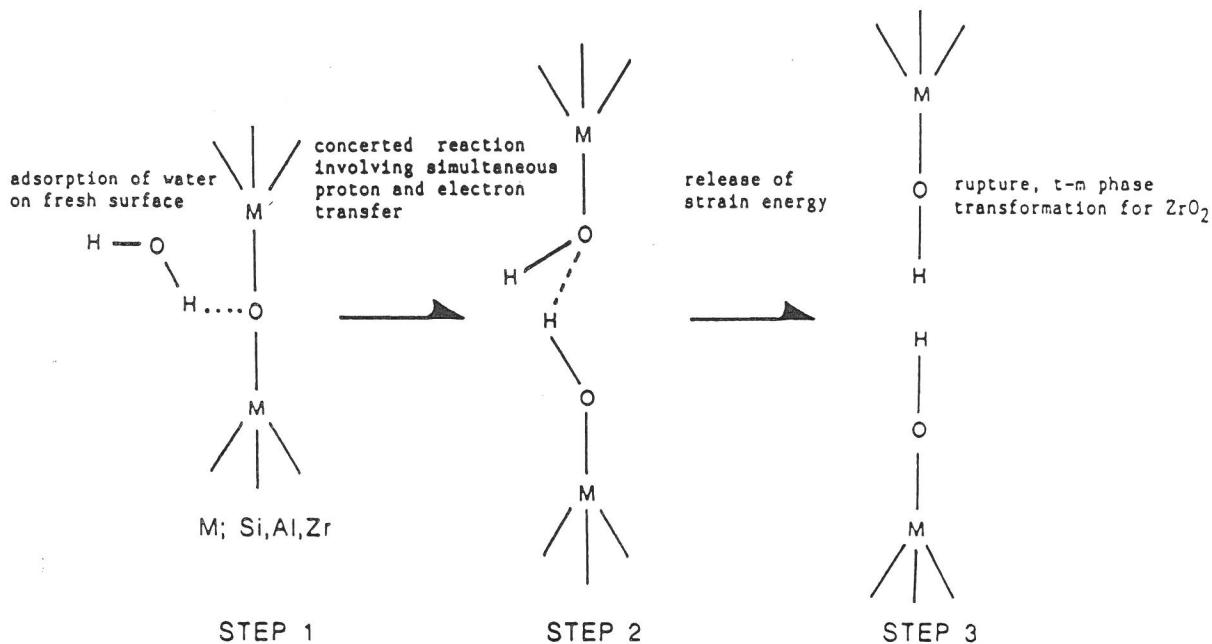 adsorption of water
on fresh surface
M
H
O
H
O
M
M; Si,Al,Zr
STEP 1
concerted reaction
involving simultaneous
proton and electron
transfer
M
O
H
H
O
M
STEP 2
release of
strain energy
M
O
H
H
O
M
rupture, t-m phase
transformation for ZrO₂
STEP 3